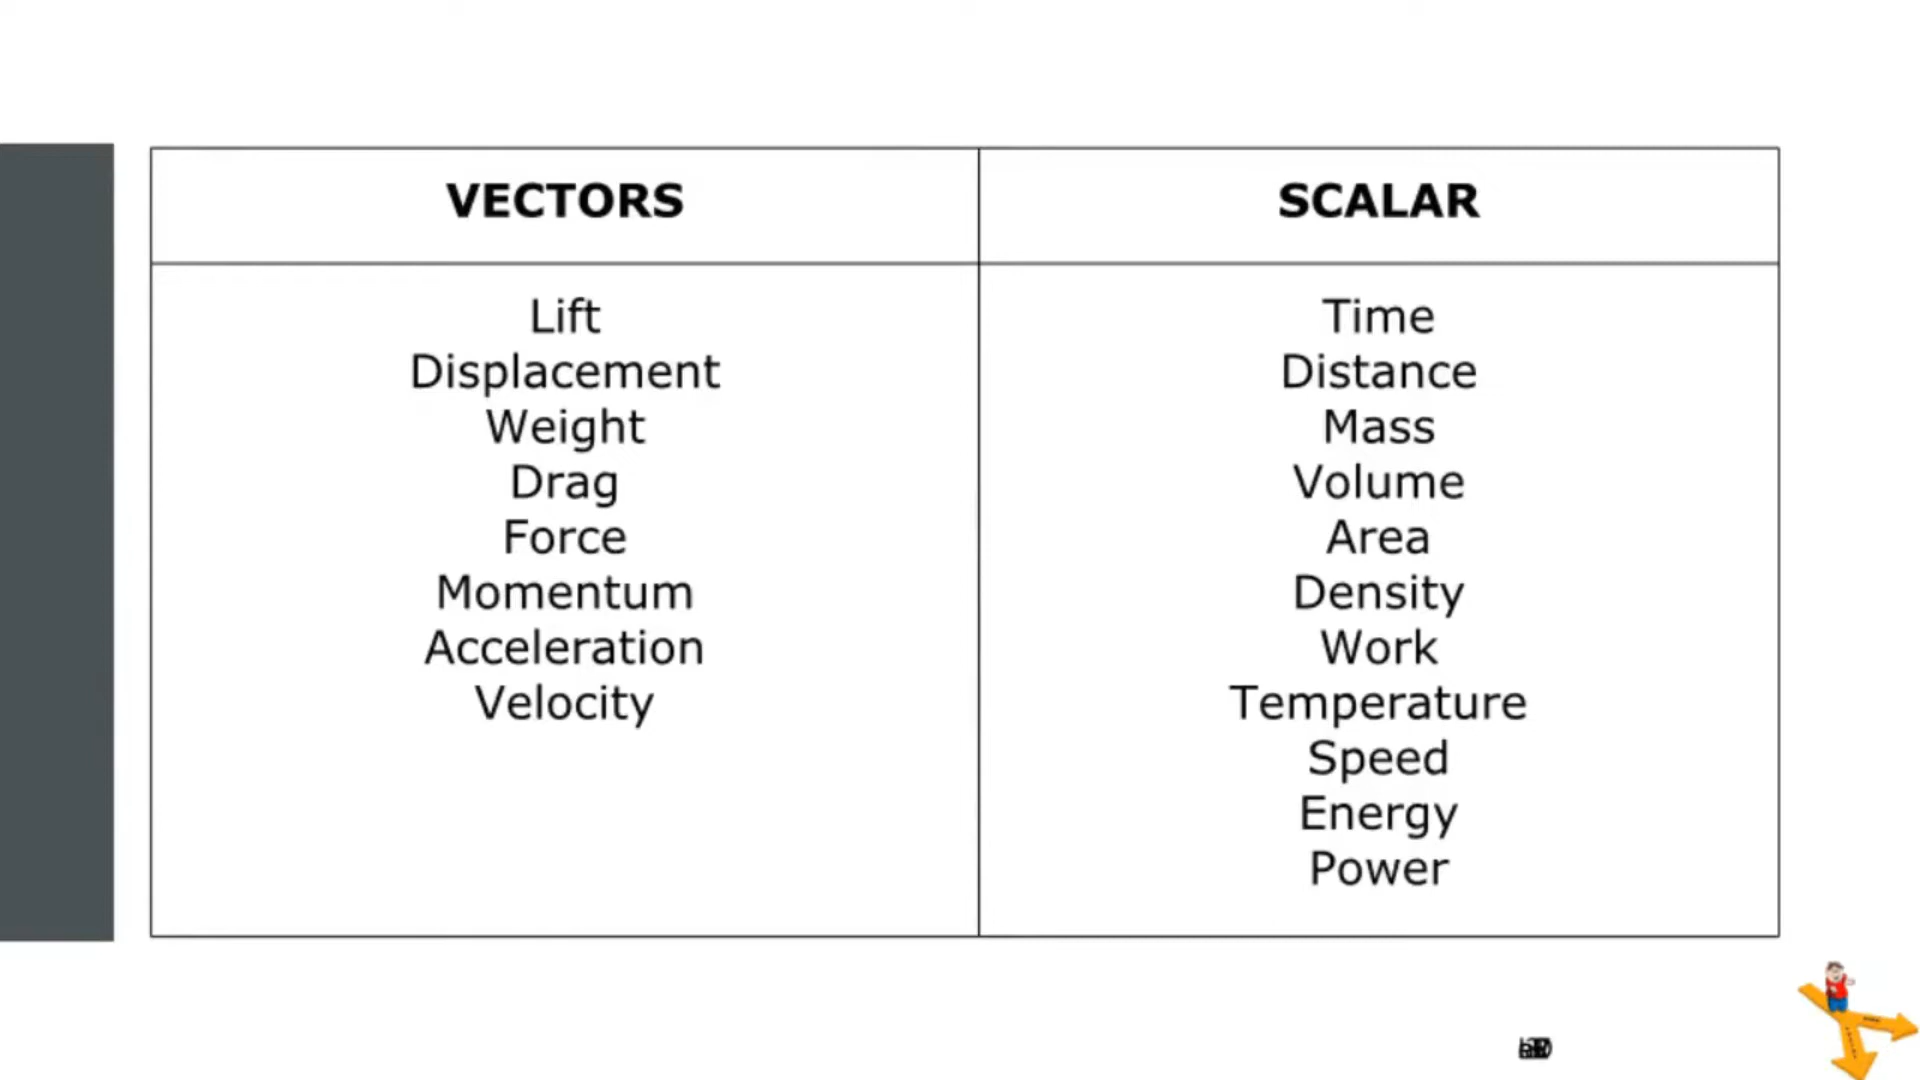 VECTORS
SCALAR
Lift
Displacement
Weight
Drag
Force
Momentum
Acceleration
Velocity
Time
Distance
Mass
Volume
Area
Density
Work
Temperature
Speed
Energy
Power